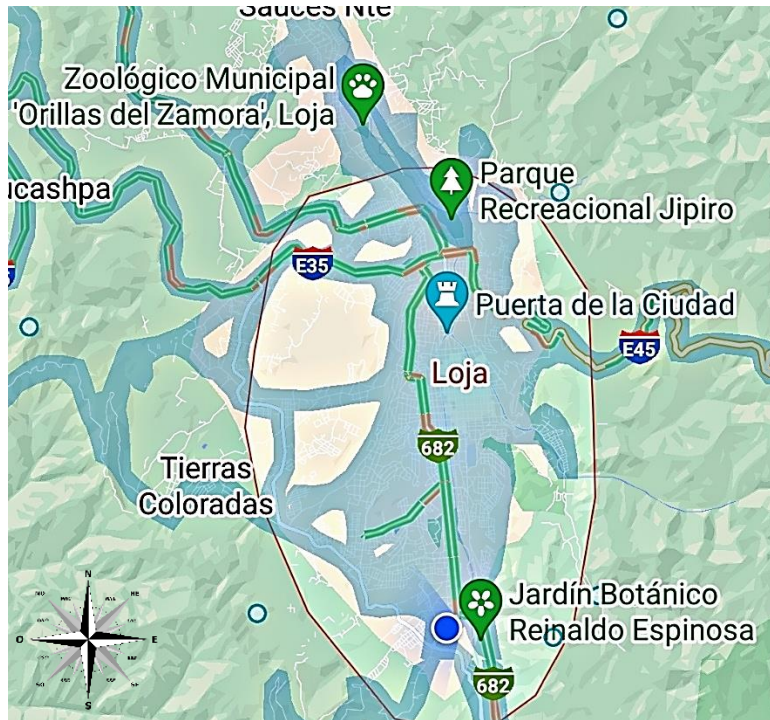 Sauces Nte
Zoológico Municipal
'Orillas del Zamora', Loja
Parque
Recreacional Jipiro
ucashpa
E35
Puerta de la Ciudad
E45
Loja
682
Tierras
Coloradas
N
O
E
S
Jardín Botánico
Reinaldo Espinosa
682